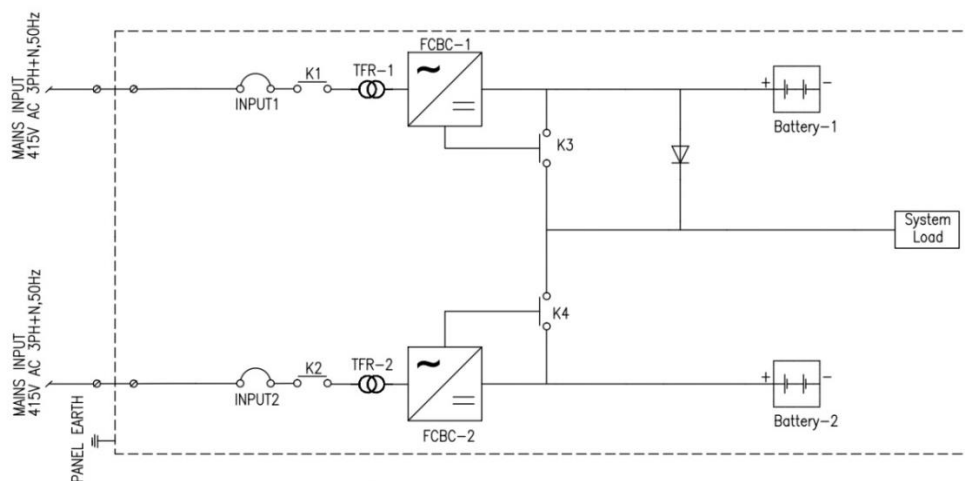 MAINS INPUT
415V AC 3PH+N,50Hz
INPUT1
K1
TFR-1
FCBC-1
~
K3
+
-
Battery-1
System
Load
MAINS INPUT
415V AC 3PH+N,50Hz
INPUT2
K2
TFR-2
~
FCBC-2
K4
+
-
Battery-2
PANEL EARTH